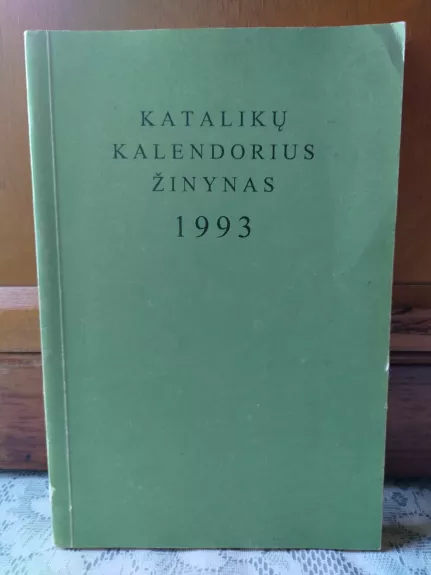 KATALIKŲ
KALENDORIUS
ŽINYNAS
1993